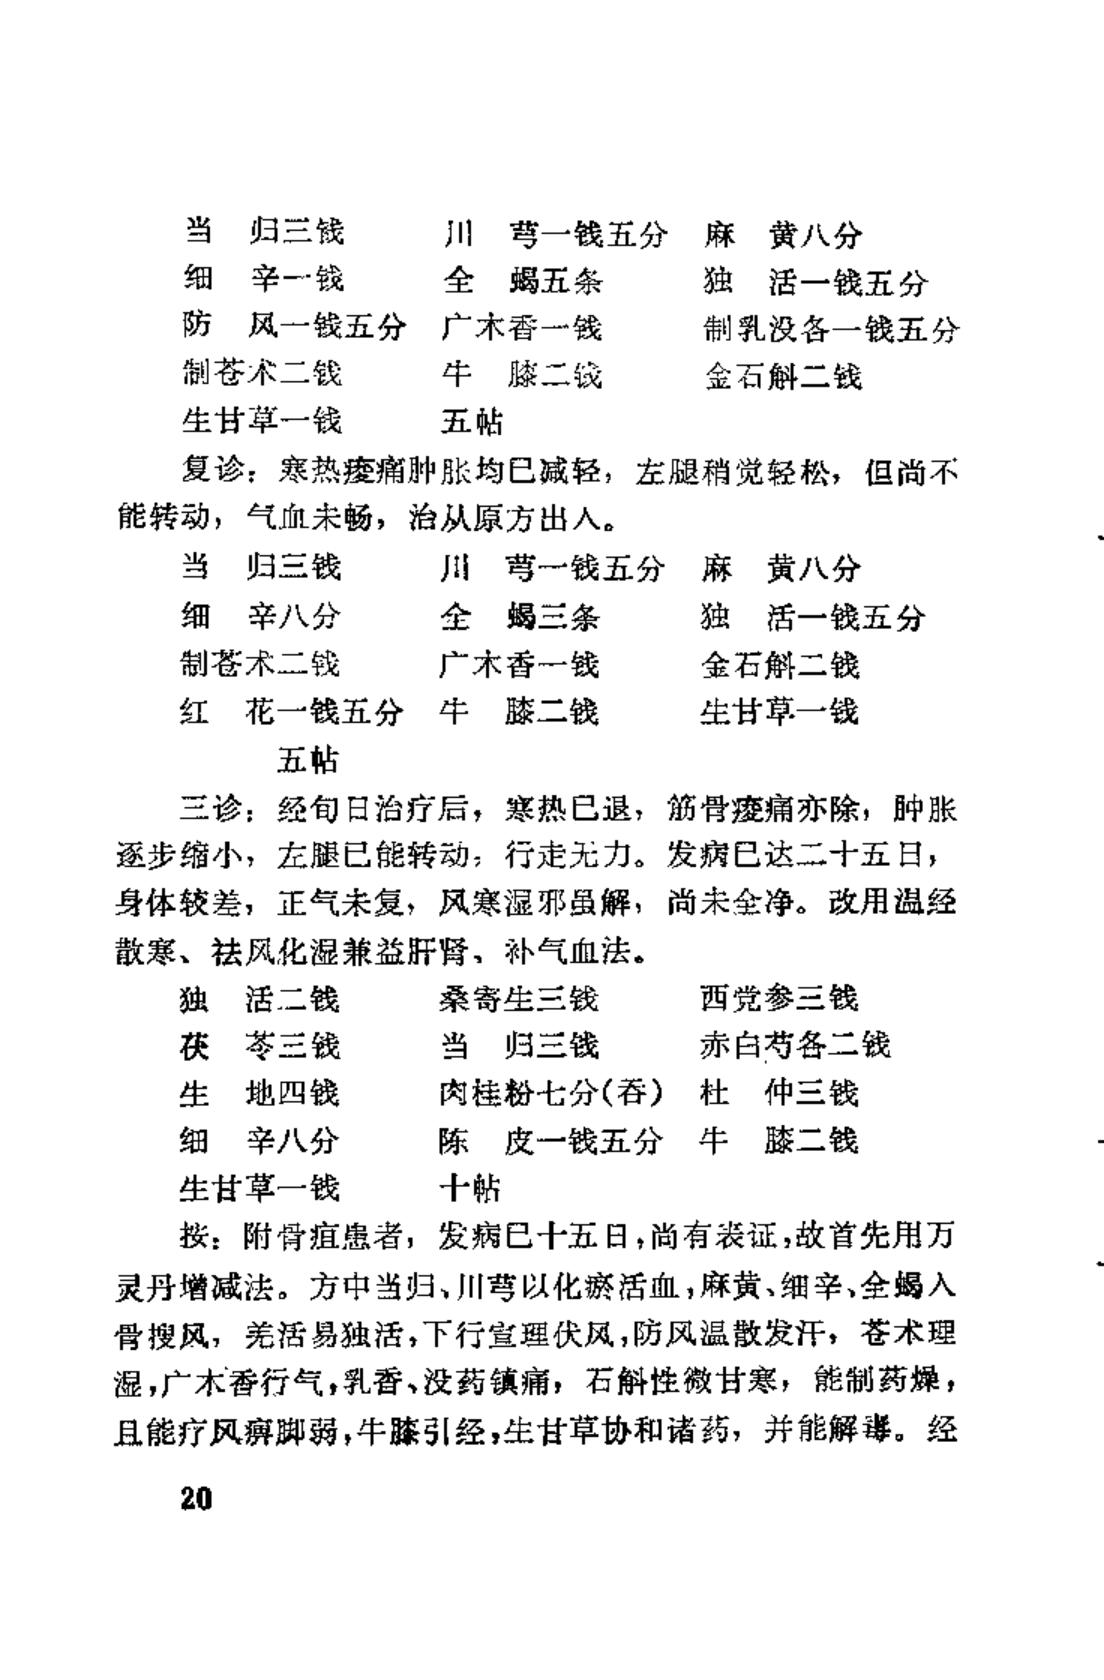 当　归三钱　川　芎一钱五分　麻　黄八分
细　辛一钱　全　蝎五条　独　活一钱五分
防　风一钱五分　广木香一钱　制乳没各一钱五分
制苍术二钱　牛　膝二钱　金石斛二钱
生甘草一钱　五帖
复诊：寒热痠痛肿胀均已减轻，左腿稍觉轻松，但尚不
能转动，气血未畅，治从原方出入。
当　归三钱　川　芎一钱五分　麻　黄八分
细　辛八分　全　蝎三条　独　活一钱五分
制苍术二钱　广木香一钱　金石斛二钱
红　花一钱五分　牛　膝二钱　生甘草一钱
五帖
三诊：经旬日治疗后，寒热已退，筋骨痠痛亦除，肿胀
逐步缩小，左腿已能转动，行走无力。发病已达二十五日，
身体较差，正气未复，风寒湿邪虽解，尚未全净。改用温经
散寒、祛风化湿兼益肝肾、补气血法。
独　活二钱　桑寄生三钱　西党参三钱
茯　苓三钱　当　归三钱　赤白芍各二钱
生　地四钱　肉桂粉七分(吞)　杜　仲三钱
细　辛八分　陈　皮一钱五分　牛　膝二钱
生甘草一钱　十帖
按：附骨疽患者，发病已十五日，尚有表证，故首先用万
灵丹增减法。方中当归、川芎以化瘀活血，麻黄、细辛、全蝎入
骨搜风，羌活易独活，下行宣理伏风，防风温散发汗，苍术理
湿，广木香行气，乳香、没药镇痛，石斛性微甘寒，能制药燥，
且能疗风痹脚弱，牛膝引经，生甘草协和诸药，并能解毒。经
20